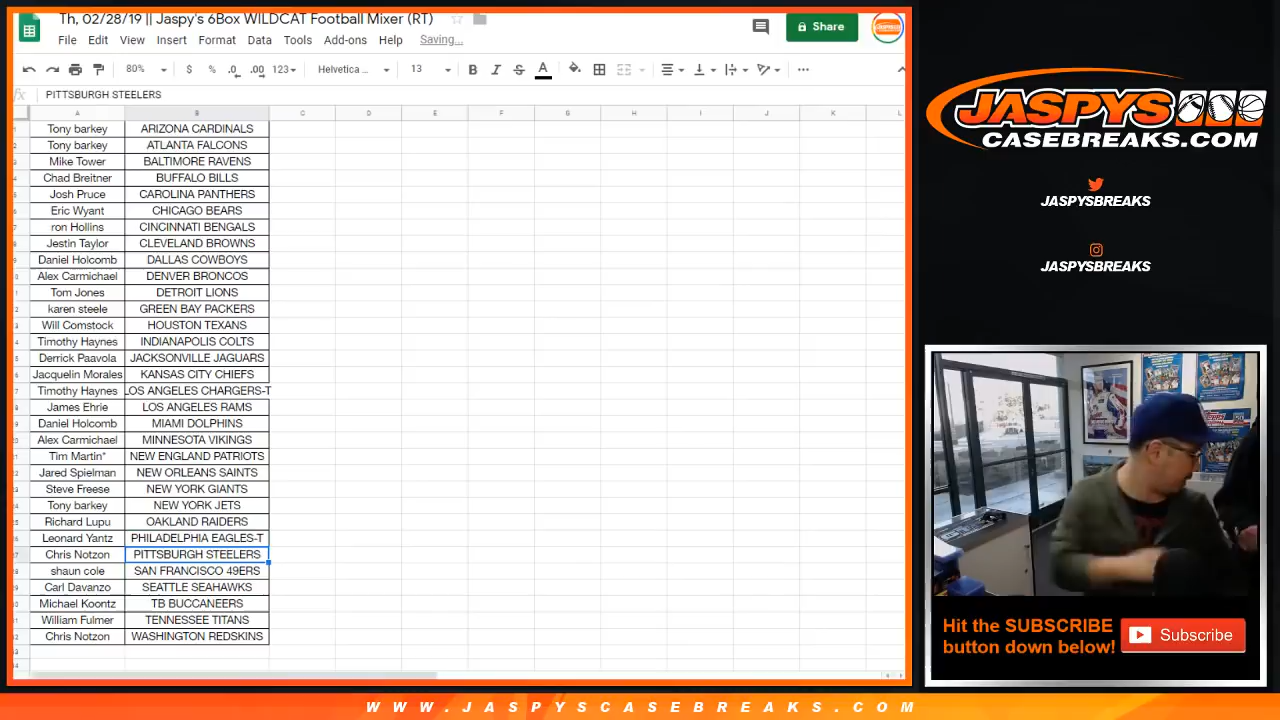 Th, 02/28/19 || Jaspy's 6Box WILDCAT Football Mixer (RT)
File Edit View Insert Format Data Tools Add-ons Help Saving...
Share
80% $ % .0 .00 123 Helvetica ... 13 B I S A
fx PITTSBURGH STEELERS
A B C D E F G H I J K L
Tony barkey ARIZONA CARDINALS
Tony barkey ATLANTA FALCONS
Mike Tower BALTIMORE RAVENS
Chad Breitner BUFFALO BILLS
Josh Pruce CAROLINA PANTHERS
Eric Wyant CHICAGO BEARS
ron Hollins CINCINNATI BENGALS
Jestin Taylor CLEVELAND BROWNS
Daniel Holcomb DALLAS COWBOYS
Alex Carmichael DENVER BRONCOS
Tom Jones DETROIT LIONS
karen steele GREEN BAY PACKERS
Will Comstock HOUSTON TEXANS
Timothy Haynes INDIANAPOLIS COLTS
Derrick Paavola JACKSONVILLE JAGUARS
Jacquelin Morales KANSAS CITY CHIEFS
Timothy Haynes LOS ANGELES CHARGERS-T
James Ehrie LOS ANGELES RAMS
Daniel Holcomb MIAMI DOLPHINS
Alex Carmichael MINNESOTA VIKINGS
Tim Martin* NEW ENGLAND PATRIOTS
Jared Spielman NEW ORLEANS SAINTS
Steve Freese NEW YORK GIANTS
Tony barkey NEW YORK JETS
Richard Lupu OAKLAND RAIDERS
Leonard Yantz PHILADELPHIA EAGLES-T
Chris Notzon PITTSBURGH STEELERS
shaun cole SAN FRANCISCO 49ERS
Carl Davanzo SEATTLE SEAHAWKS
Michael Koontz TB BUCCANEERS
William Fulmer TENNESSEE TITANS
Chris Notzon WASHINGTON REDSKINS
JASPYS
CASEBREAKS.COM
JASPYSBREAKS
JASPYSBREAKS
Hit the SUBSCRIBE
button down below!
Subscribe
WWW.JASPYSCASEBREAKS.COM